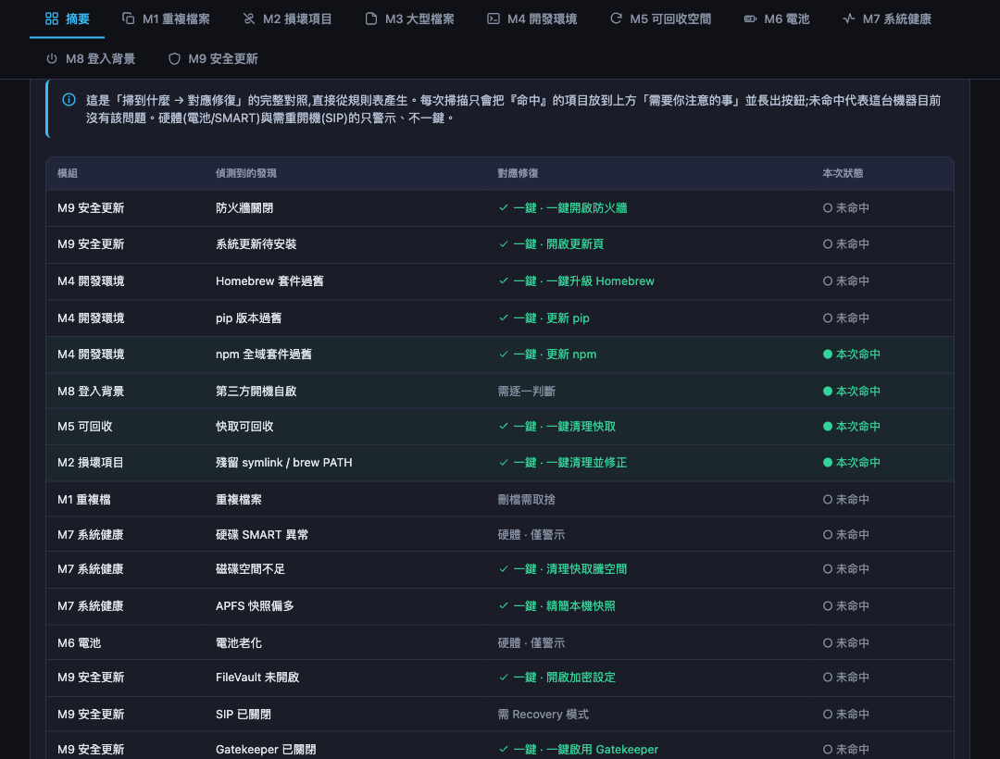 摘要 M1 重複檔案 M2 損壞項目 M3 大型檔案 M4 開發環境 M5 可回收空間 M6 電池 M7 系統健康
M8 登入背景 M9 安全更新
這是「掃到什麼 → 對應修復」的完整對照,直接從規則表產生。每次掃描只會把『命中』的項目放到上方「需要你注意的事」並長出按鈕;未命中代表這台機器目前
沒有該問題。硬體(電池/SMART)與需重開機(SIP)的只警示、不一鍵。
模組 偵測到的發現 對應修復 本次狀態
M9 安全更新 防火牆關閉 ✓ 一鍵 · 一鍵開啟防火牆 未命中
M9 安全更新 系統更新待安裝 ✓ 一鍵 · 開啟更新頁 未命中
M4 開發環境 Homebrew 套件過舊 ✓ 一鍵 · 一鍵升級 Homebrew 未命中
M4 開發環境 pip 版本過舊 ✓ 一鍵 · 更新 pip 未命中
M4 開發環境 npm 全域套件過舊 ✓ 一鍵 · 更新 npm 本次命中
M8 登入背景 第三方開機自啟 需逐一判斷 本次命中
M5 可回收 快取可回收 ✓ 一鍵 · 一鍵清理快取 本次命中
M2 損壞項目 殘留 symlink / brew PATH ✓ 一鍵 · 一鍵清理並修正 本次命中
M1 重複檔 重複檔案 刪檔需取捨 未命中
M7 系統健康 硬碟 SMART 異常 硬體 · 僅警示 未命中
M7 系統健康 磁碟空間不足 ✓ 一鍵 · 清理快取騰空間 未命中
M7 系統健康 APFS 快照偏多 ✓ 一鍵 · 精簡本機快照 未命中
M6 電池 電池老化 硬體 · 僅警示 未命中
M9 安全更新 FileVault 未開啟 ✓ 一鍵 · 開啟加密設定 未命中
M9 安全更新 SIP 已關閉 需 Recovery 模式 未命中
M9 安全更新 Gatekeeper 已關閉 ✓ 一鍵 · 一鍵啟用 Gatekeeper 未命中